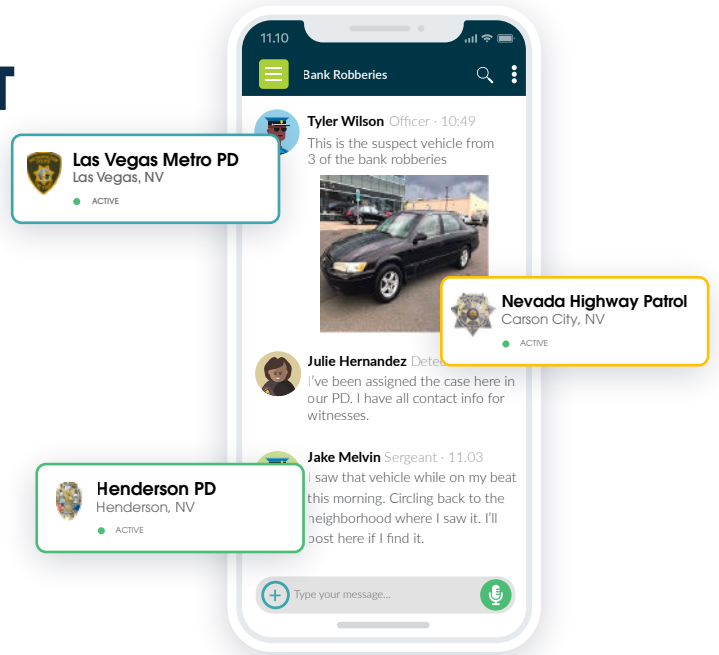 T
11.10
Bank Robberies
Tyler Wilson Officer · 10:49
This is the suspect vehicle from
3 of the bank robberies
Las Vegas Metro PD
Las Vegas, NV
ACTIVE
Nevada Highway Patrol
Carson City, NV
ACTIVE
Julie Hernandez
I've been assigned the case here in
our PD. I have all contact info for
witnesses.
Jake Melvin Sergeant · 11.03
I saw that vehicle while on my beat
this morning. Circling back to the
neighborhood where I saw it. I'll
post here if I find it.
Henderson PD
Henderson, NV
ACTIVE
Type your message...